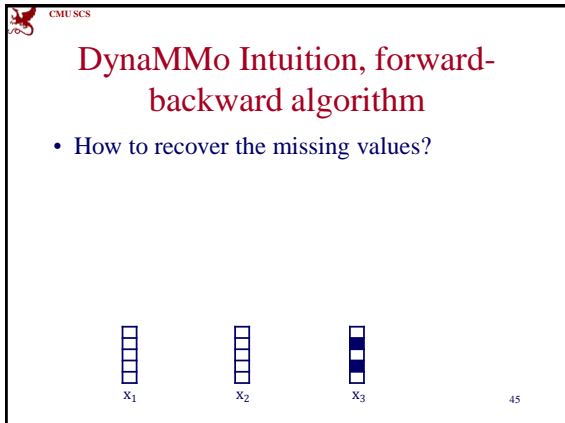 CMU SCS
DynaMMo Intuition, forward-
backward algorithm
• How to recover the missing values?
x₁ x₂ x₃
45